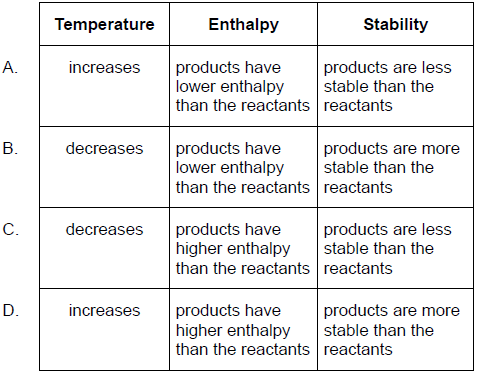 Temperature Enthalpy Stability
A. increases products have products are less
lower enthalpy stable than the
than the reactants reactants
B. decreases products have products are more
lower enthalpy stable than the
than the reactants reactants
C. decreases products have products are less
higher enthalpy stable than the
than the reactants reactants
D. increases products have products are more
higher enthalpy stable than the
than the reactants reactants